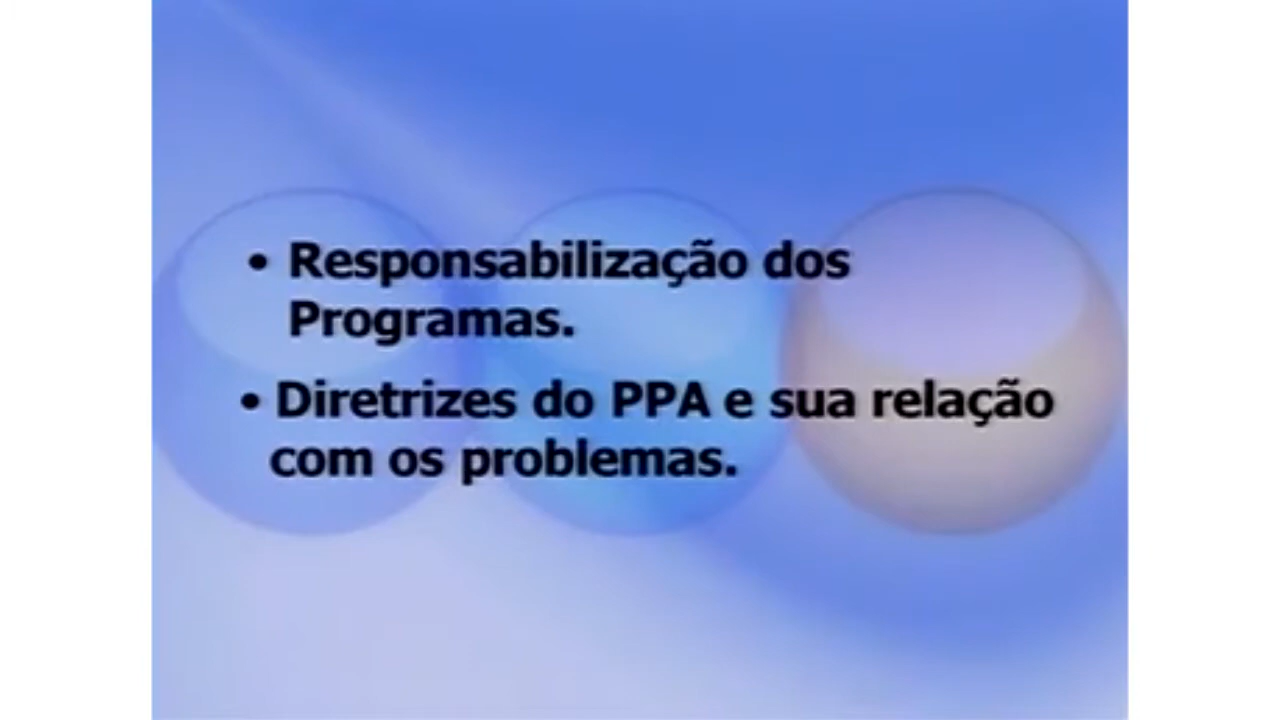 • Responsabilização dos
Programas.
• Diretrizes do PPA e sua relação
com os problemas.